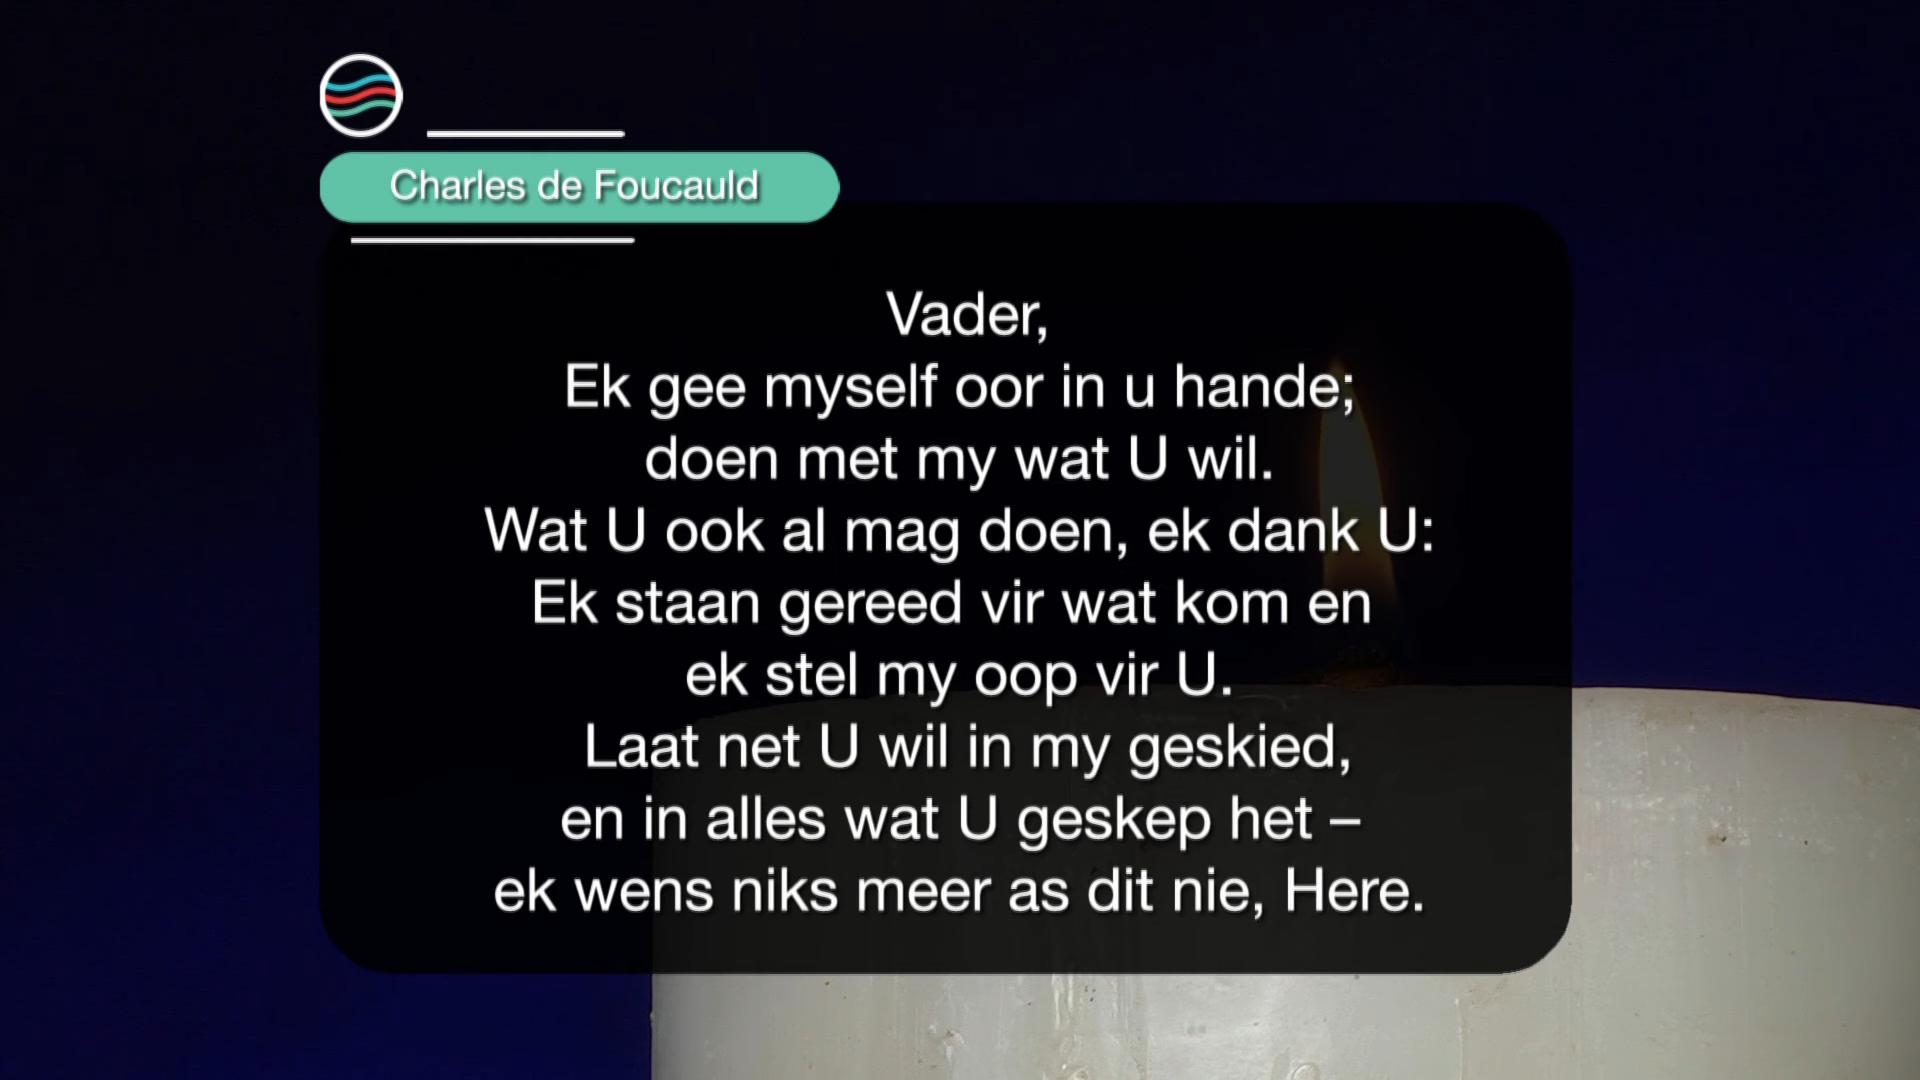 Charles de Foucauld
Vader,
Ek gee myself oor in u hande;
doen met my wat U wil.
Wat U ook al mag doen, ek dank U:
Ek staan gereed vir wat kom en
ek stel my oop vir U.
Laat net U wil in my geskied,
en in alles wat U geskep het –
ek wens niks meer as dit nie, Here.